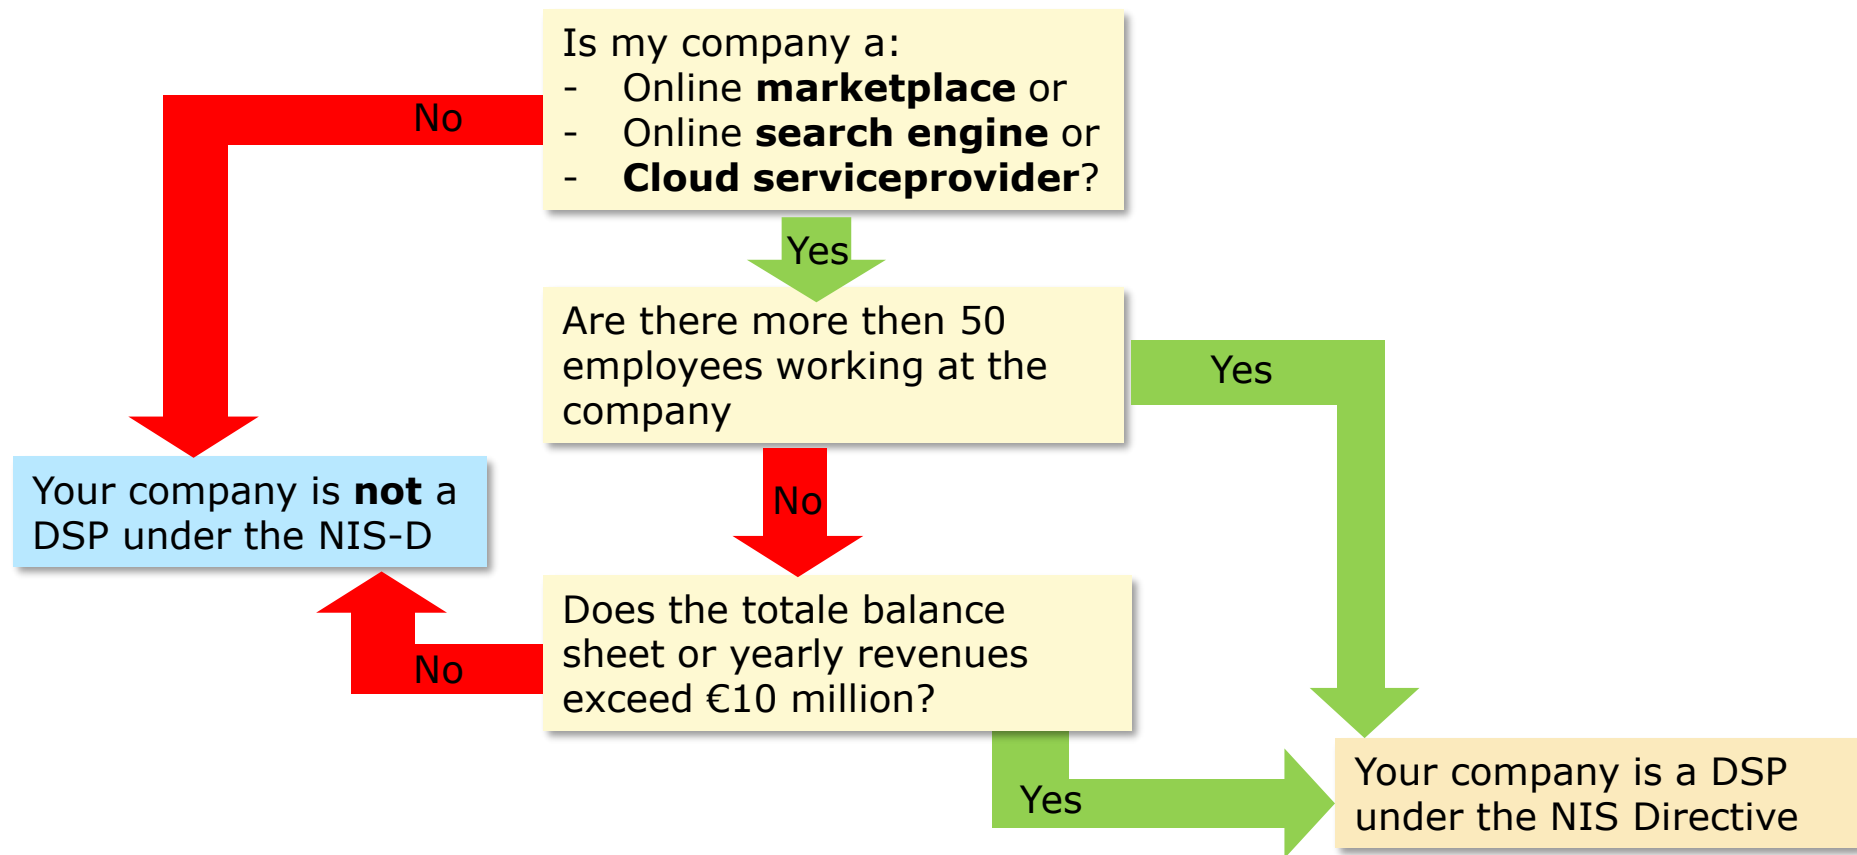 Is my company a:
- Online marketplace or
- Online search engine or
- Cloud serviceprovider?
No
Yes
Are there more then 50
employees working at the
company
Yes
No
Your company is not a
DSP under the NIS-D
Does the totale balance
sheet or yearly revenues
exceed €10 million?
No
Yes
Your company is a DSP
under the NIS Directive